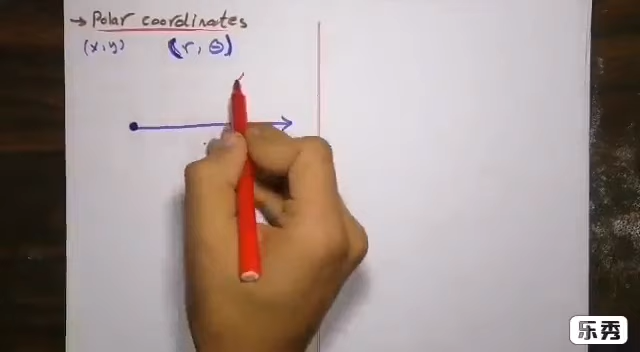 → Polar coordinates
(x,y) (r, θ)
乐秀